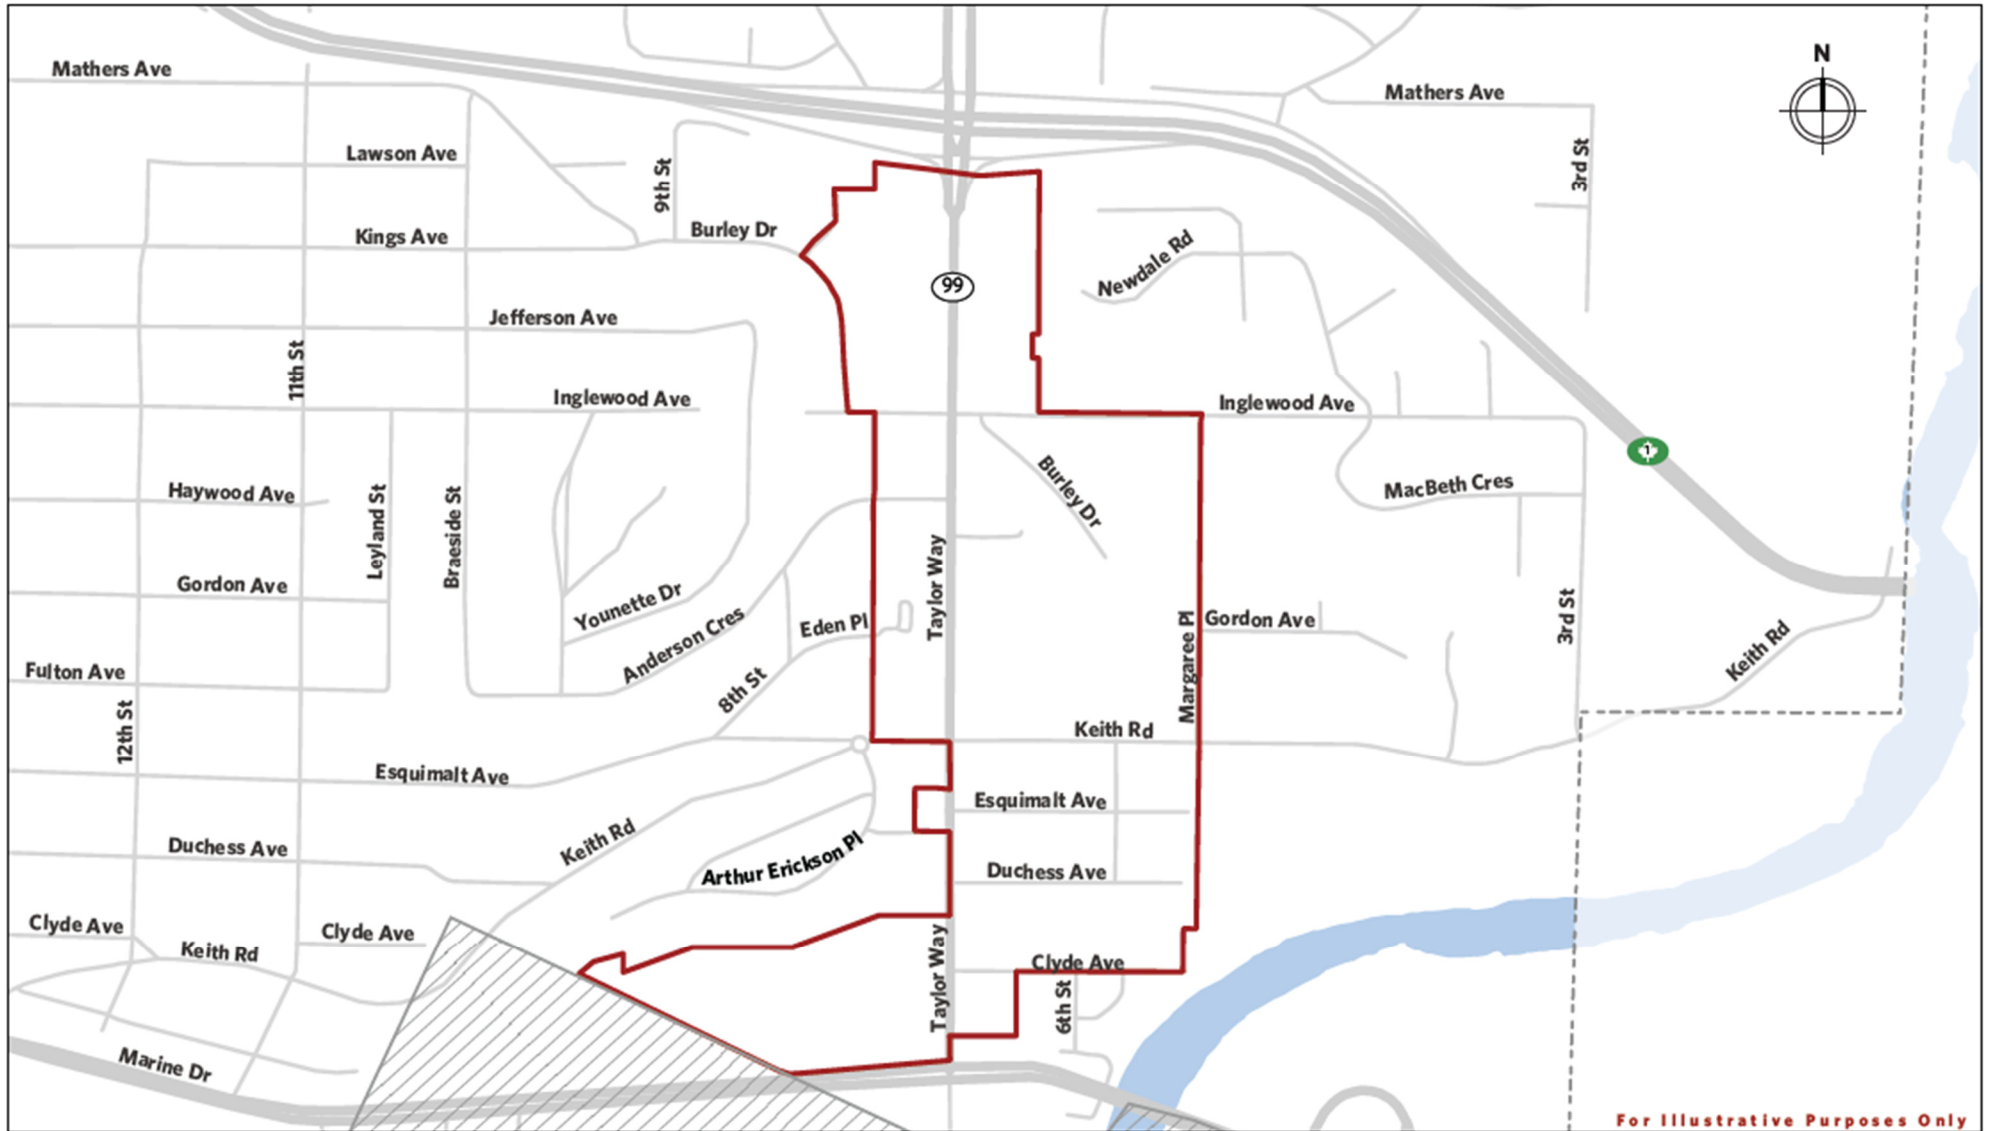 N
Mathers Ave
Mathers Ave
Lawson Ave
9th St
3rd St
Kings Ave
Burley Dr
Newdale Rd
99
Jefferson Ave
11th St
Inglewood Ave
Inglewood Ave
1
Haywood Ave
Leyland St
Braeside St
Burley Dr
MacBeth Cres
Taylor Way
Gordon Ave
Younette Dr
Anderson Cres
Eden Pl
Margaree Pl
Gordon Ave
3rd St
Keith Rd
Fulton Ave
8th St
12th St
Keith Rd
Esquimalt Ave
Esquimalt Ave
Duchess Ave
Keith Rd
Arthur Erickson Pl
Duchess Ave
Clyde Ave
Keith Rd
Clyde Ave
Taylor Way
Clyde Ave
6th St
Marine Dr
For Illustrative Purposes Only